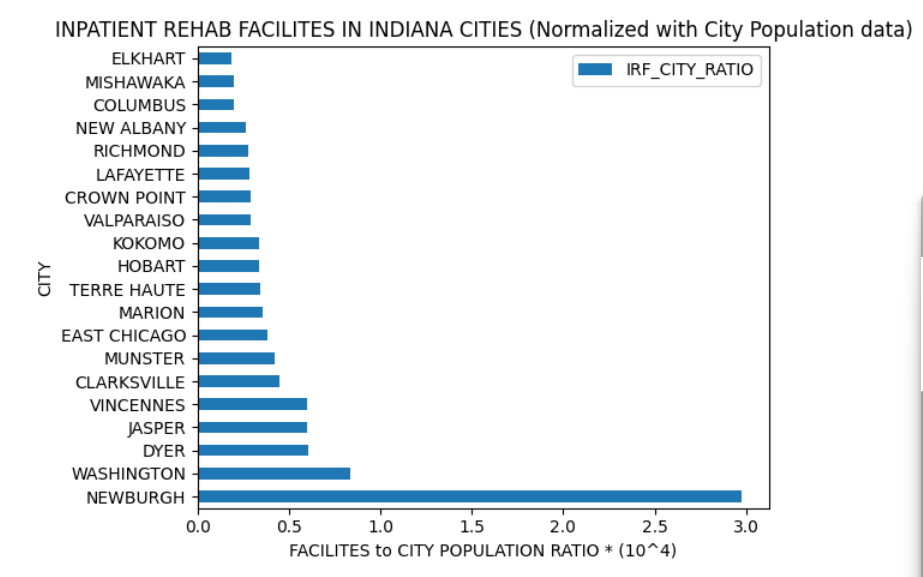 INPATIENT REHAB FACILITES IN INDIANA CITIES (Normalized with City Population data)
IRF_CITY_RATIO
CITY
ELKHART
MISHAWAKA
COLUMBUS
NEW ALBANY
RICHMOND
LAFAYETTE
CROWN POINT
VALPARAISO
KOKOMO
HOBART
TERRE HAUTE
MARION
EAST CHICAGO
MUNSTER
CLARKSVILLE
VINCENNES
JASPER
DYER
WASHINGTON
NEWBURGH
0.0 0.5 1.0 1.5 2.0 2.5 3.0
FACILITES to CITY POPULATION RATIO * (10^4)